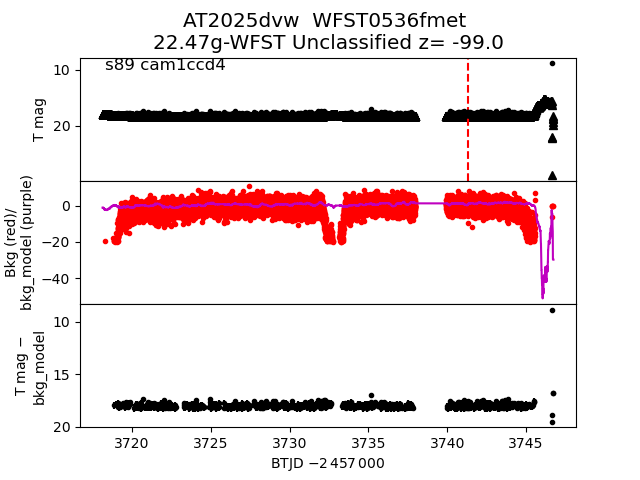 AT2025dvw  WFST0536fmet
22.47g-WFST Unclassified z= -99.0
s89 cam1ccd4
10
20
T mag
0
−20
−40
Bkg (red)/
bkg_model (purple)
10
15
20
T mag −
bkg_model
3720 3725 3730 3735 3740 3745
BTJD −2 457 000